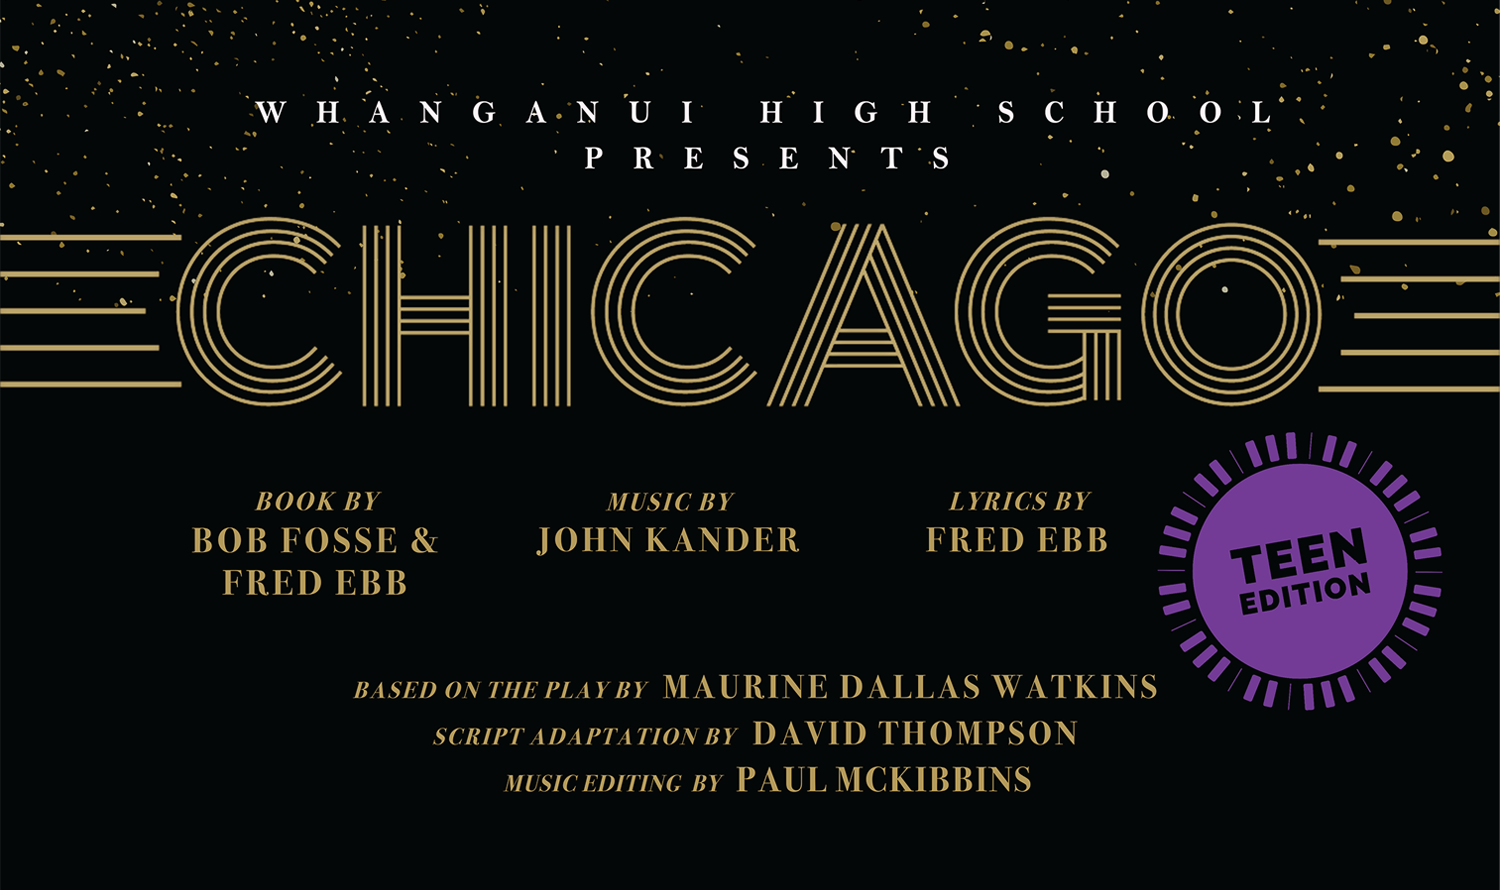 WHANGANUI HIGH SCHOOL
PRESENTS
CHICAGO
BOOK BY
BOB FOSSE &
FRED EBB
MUSIC BY
JOHN KANDER
LYRICS BY
FRED EBB
TEEN
EDITION
BASED ON THE PLAY BY MAURINE DALLAS WATKINS
SCRIPT ADAPTATION BY DAVID THOMPSON
MUSIC EDITING BY PAUL MCKIBBINS